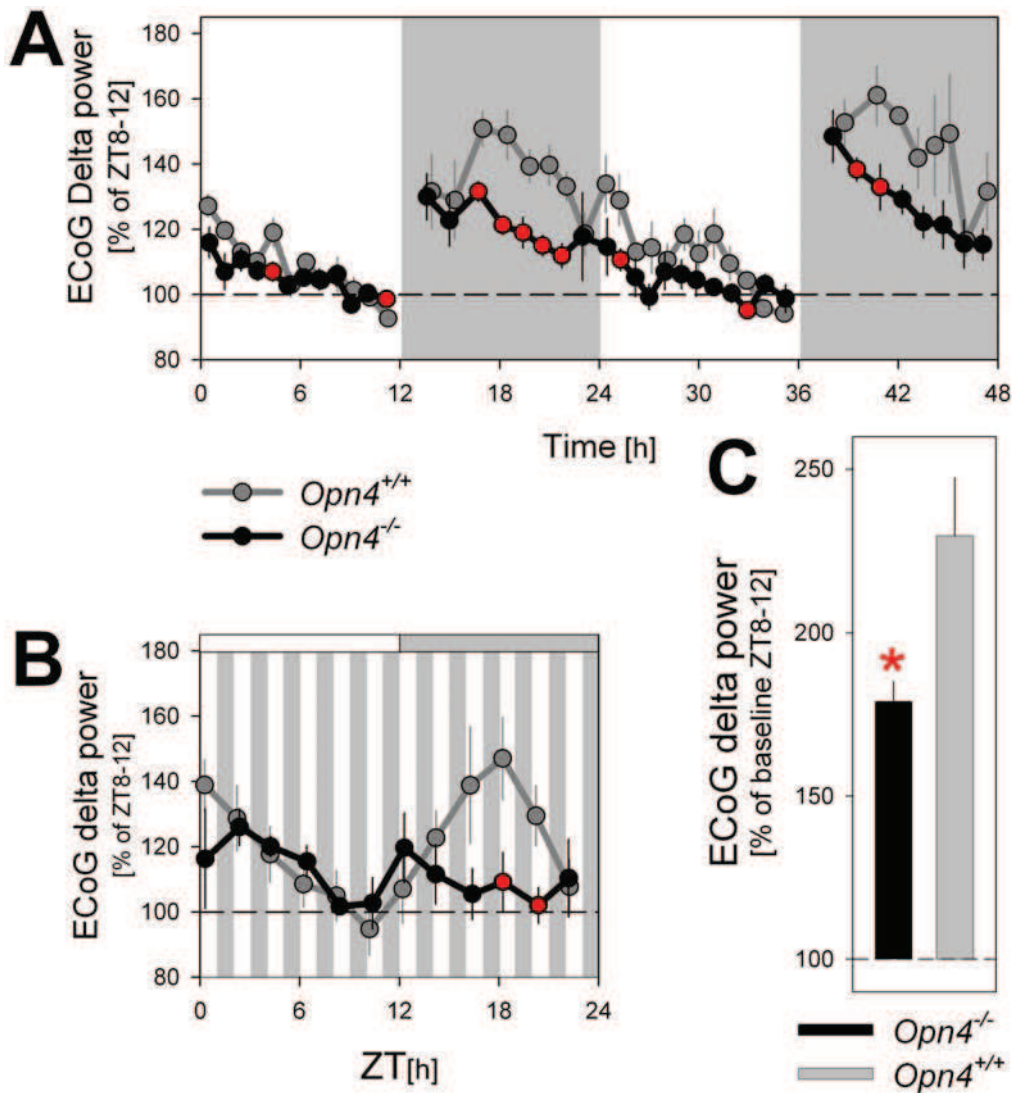 A
ECoG Delta power
[% of ZT8-12]
180
160
140
120
100
80
0
6
12
18
24
30
36
42
48
Time [h]
Opn4+/+
Opn4-/-
B
ECoG delta power
[% of ZT8-12]
180
160
140
120
100
80
0
6
12
18
24
ZT[h]
C
ECoG delta power
[% of baseline ZT8-12]
250
200
150
100
*
Opn4-/-
Opn4+/+